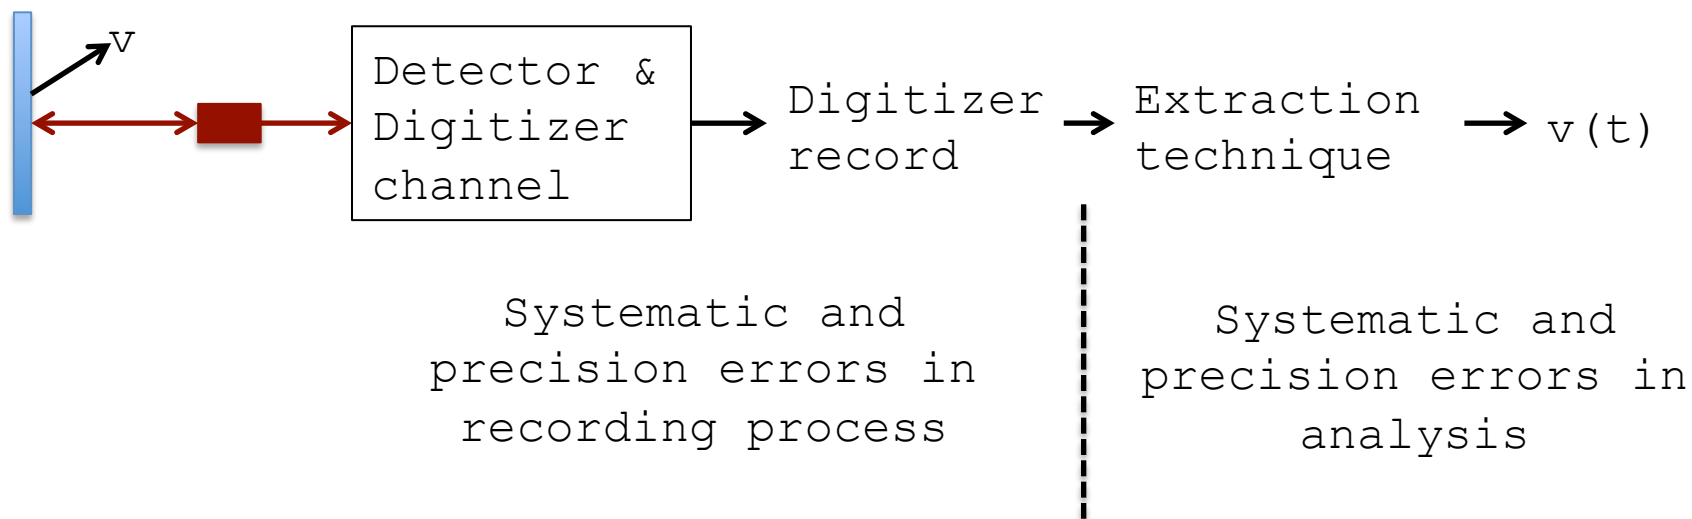 v
Detector &
Digitizer
channel
Digitizer
record
Extraction
technique
v(t)
Systematic and
precision errors in
recording process
Systematic and
precision errors in
analysis